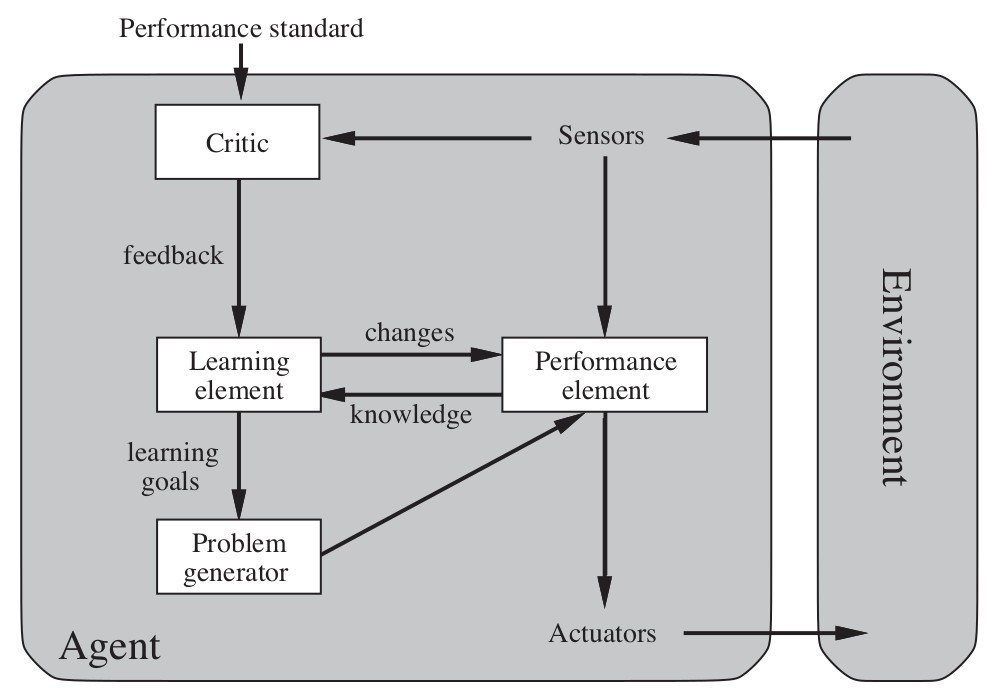 Performance standard
Critic
Sensors
feedback
changes
Learning
element
Performance
element
knowledge
learning
goals
Problem
generator
Agent
Actuators
Environment